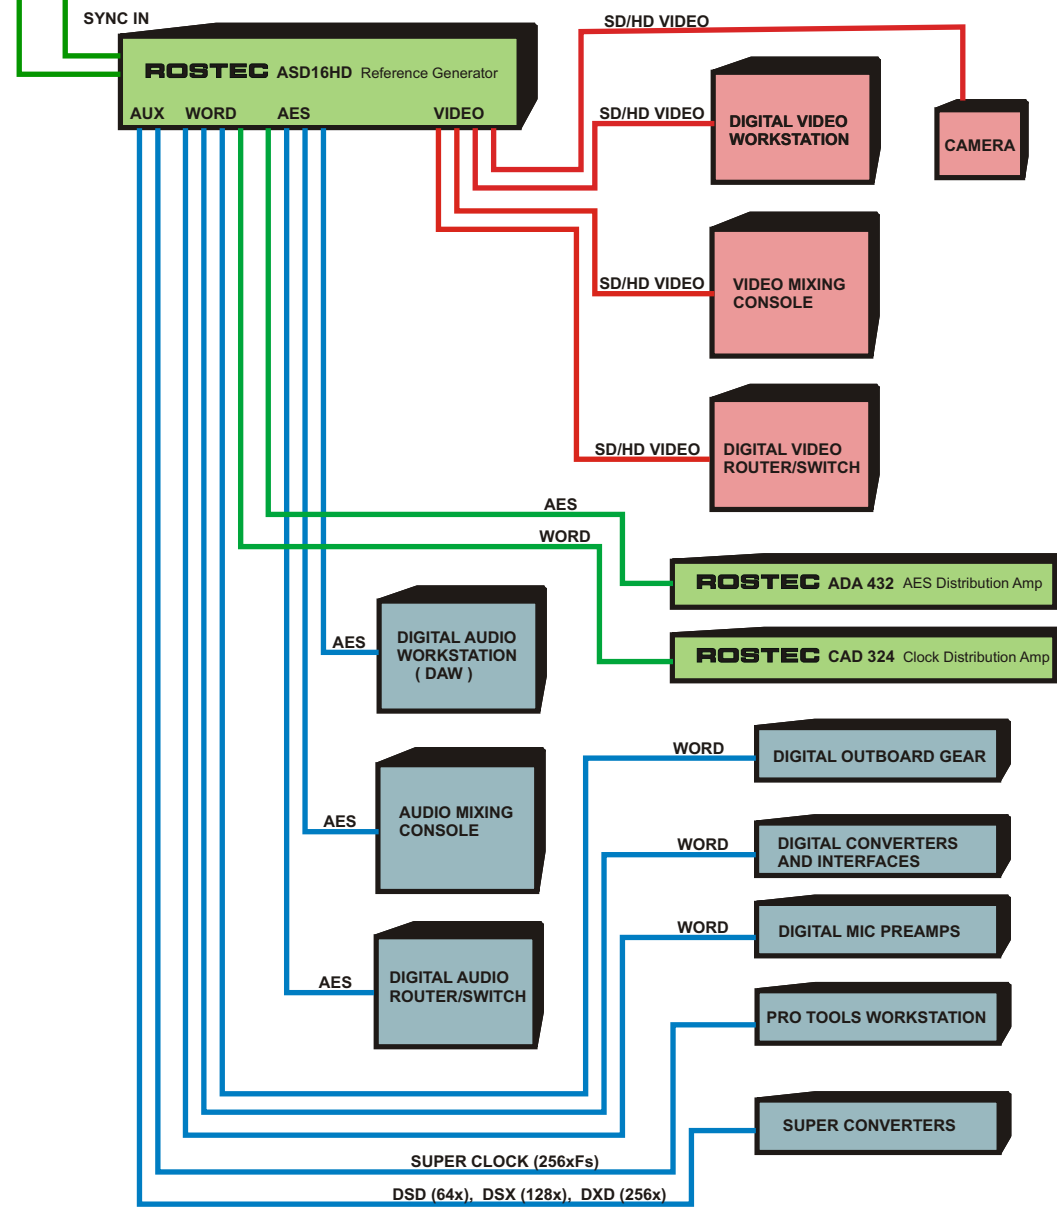 SYNC IN
SD/HD VIDEO
ROSTEC ASD16HD Reference Generator
AUX WORD AES VIDEO
SD/HD VIDEO
DIGITAL VIDEO
WORKSTATION
CAMERA
SD/HD VIDEO
VIDEO MIXING
CONSOLE
SD/HD VIDEO
DIGITAL VIDEO
ROUTER/SWITCH
AES
WORD
ROSTEC ADA 432 AES Distribution Amp
ROSTEC CAD 324 Clock Distribution Amp
AES
DIGITAL AUDIO
WORKSTATION
( DAW )
WORD
DIGITAL OUTBOARD GEAR
AES
AUDIO MIXING
CONSOLE
WORD
DIGITAL CONVERTERS
AND INTERFACES
WORD
DIGITAL MIC PREAMPS
AES
DIGITAL AUDIO
ROUTER/SWITCH
PRO TOOLS WORKSTATION
SUPER CONVERTERS
SUPER CLOCK (256xFs)
DSD (64x), DSX (128x), DXD (256x)